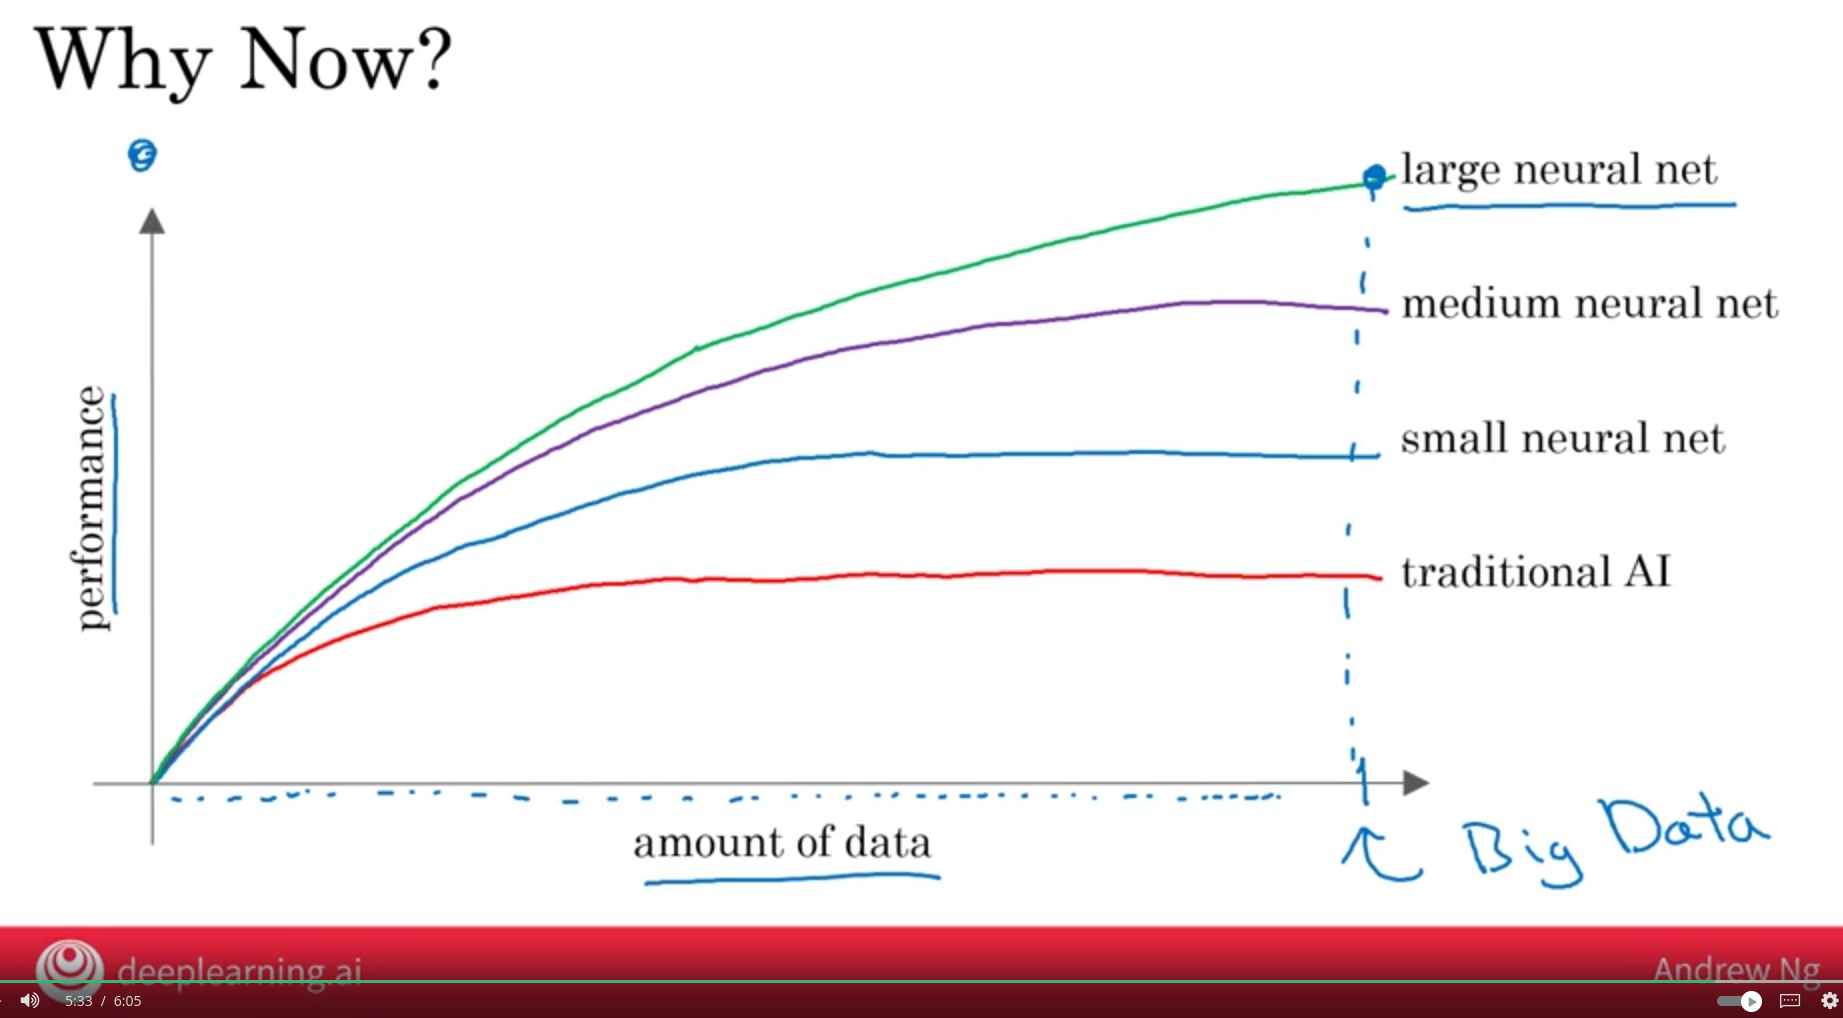 Why Now?
large neural net
medium neural net
small neural net
traditional AI
performance
amount of data
Big Data
deeplearning.ai
Andrew Ng
5:33 / 6:05